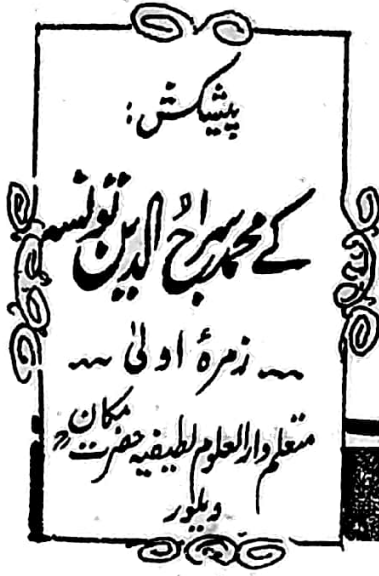 پیشکش:
کے محمد سراج الدین تونسہ
زمرۂ اولیٰ
متعلم دار العلوم لطیفیہ حضرت مکان
ویلور